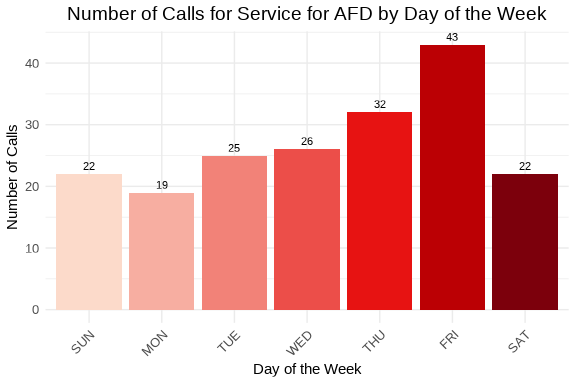 Number of Calls for Service for AFD by Day of the Week
Number of Calls
40
30
20
10
0
22
19
25
26
32
43
22
SUN
MON
TUE
WED
THU
FRI
SAT
Day of the Week